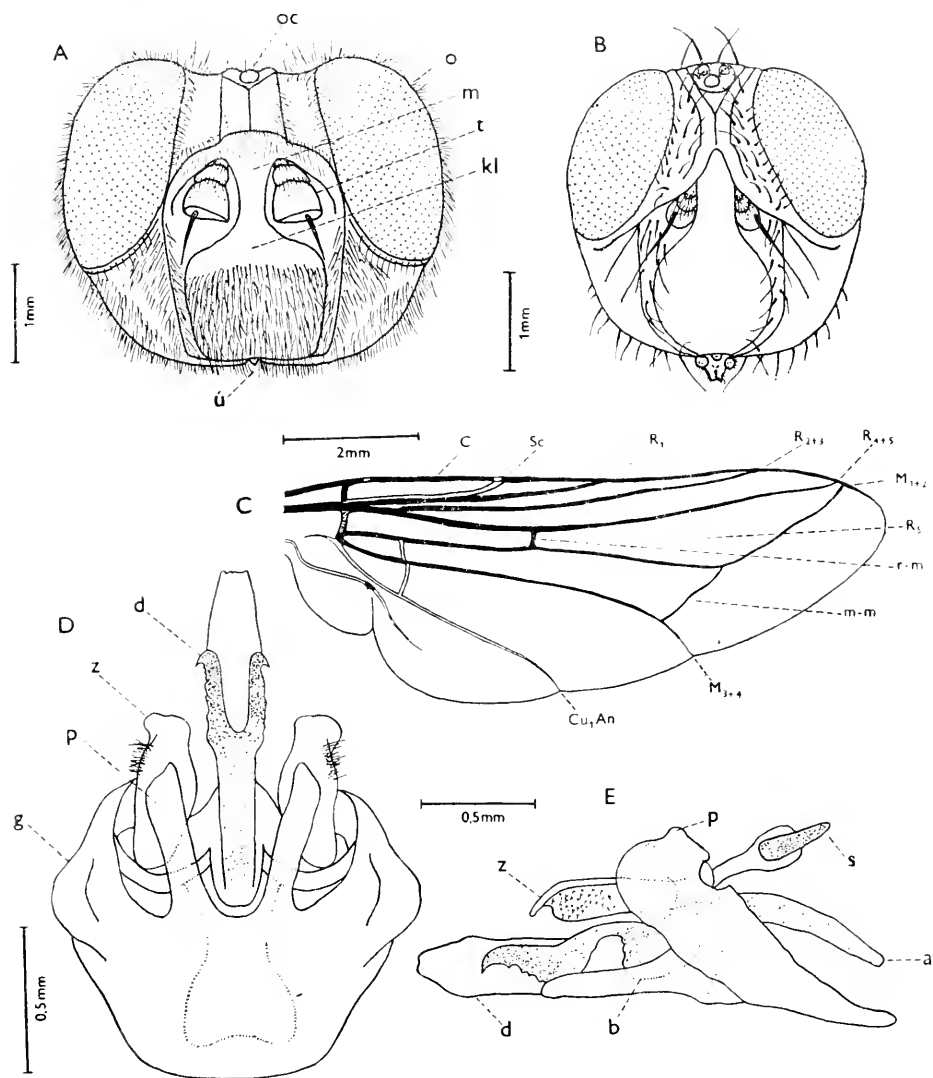 A
oc
o
m
t
kl
1mm
ú
B
1mm
2mm
C
C
Sc
R₁
R₂₊₃
R₄₊₅
M₁₊₂
R₅
r-m
m-m
M₃₊₄
Cu₁An
D
d
z
p
g
0,5mm
0,5mm
E
p
s
z
a
d
b